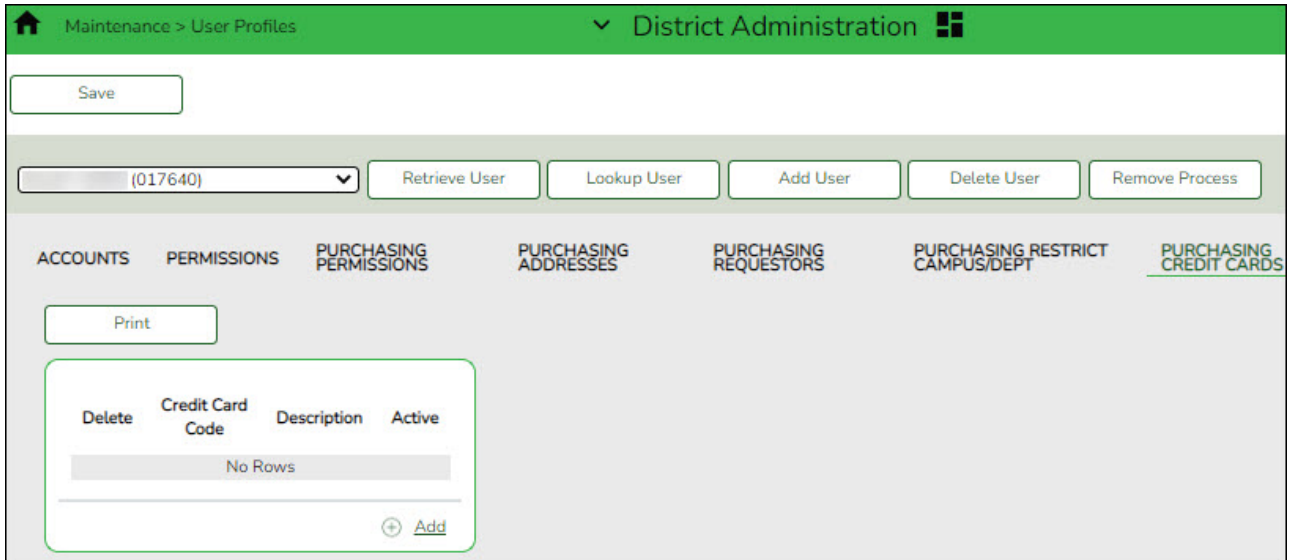 Maintenance > User Profiles
District Administration
Save
(017640)
Retrieve User
Lookup User
Add User
Delete User
Remove Process
ACCOUNTS
PERMISSIONS
PURCHASING
PERMISSIONS
PURCHASING
ADDRESSES
PURCHASING
REQUESTORS
PURCHASING RESTRICT
CAMPUS/DEPT
PURCHASING
CREDIT CARDS
Print
Delete
Credit Card
Code
Description
Active
No Rows
Add